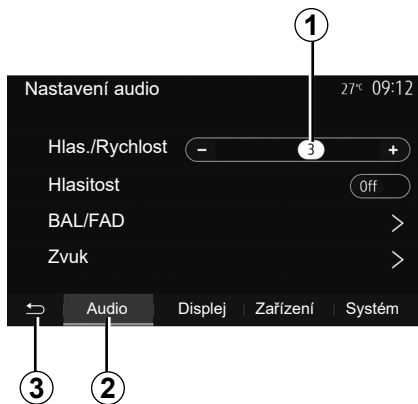 1
Nastavení audio 27°C 09:12
Hlas./Rychlost - 3 +
Hlasitost Off
BAL/FAD >
Zvuk >
Audio Displej Zařízení Systém
3 2